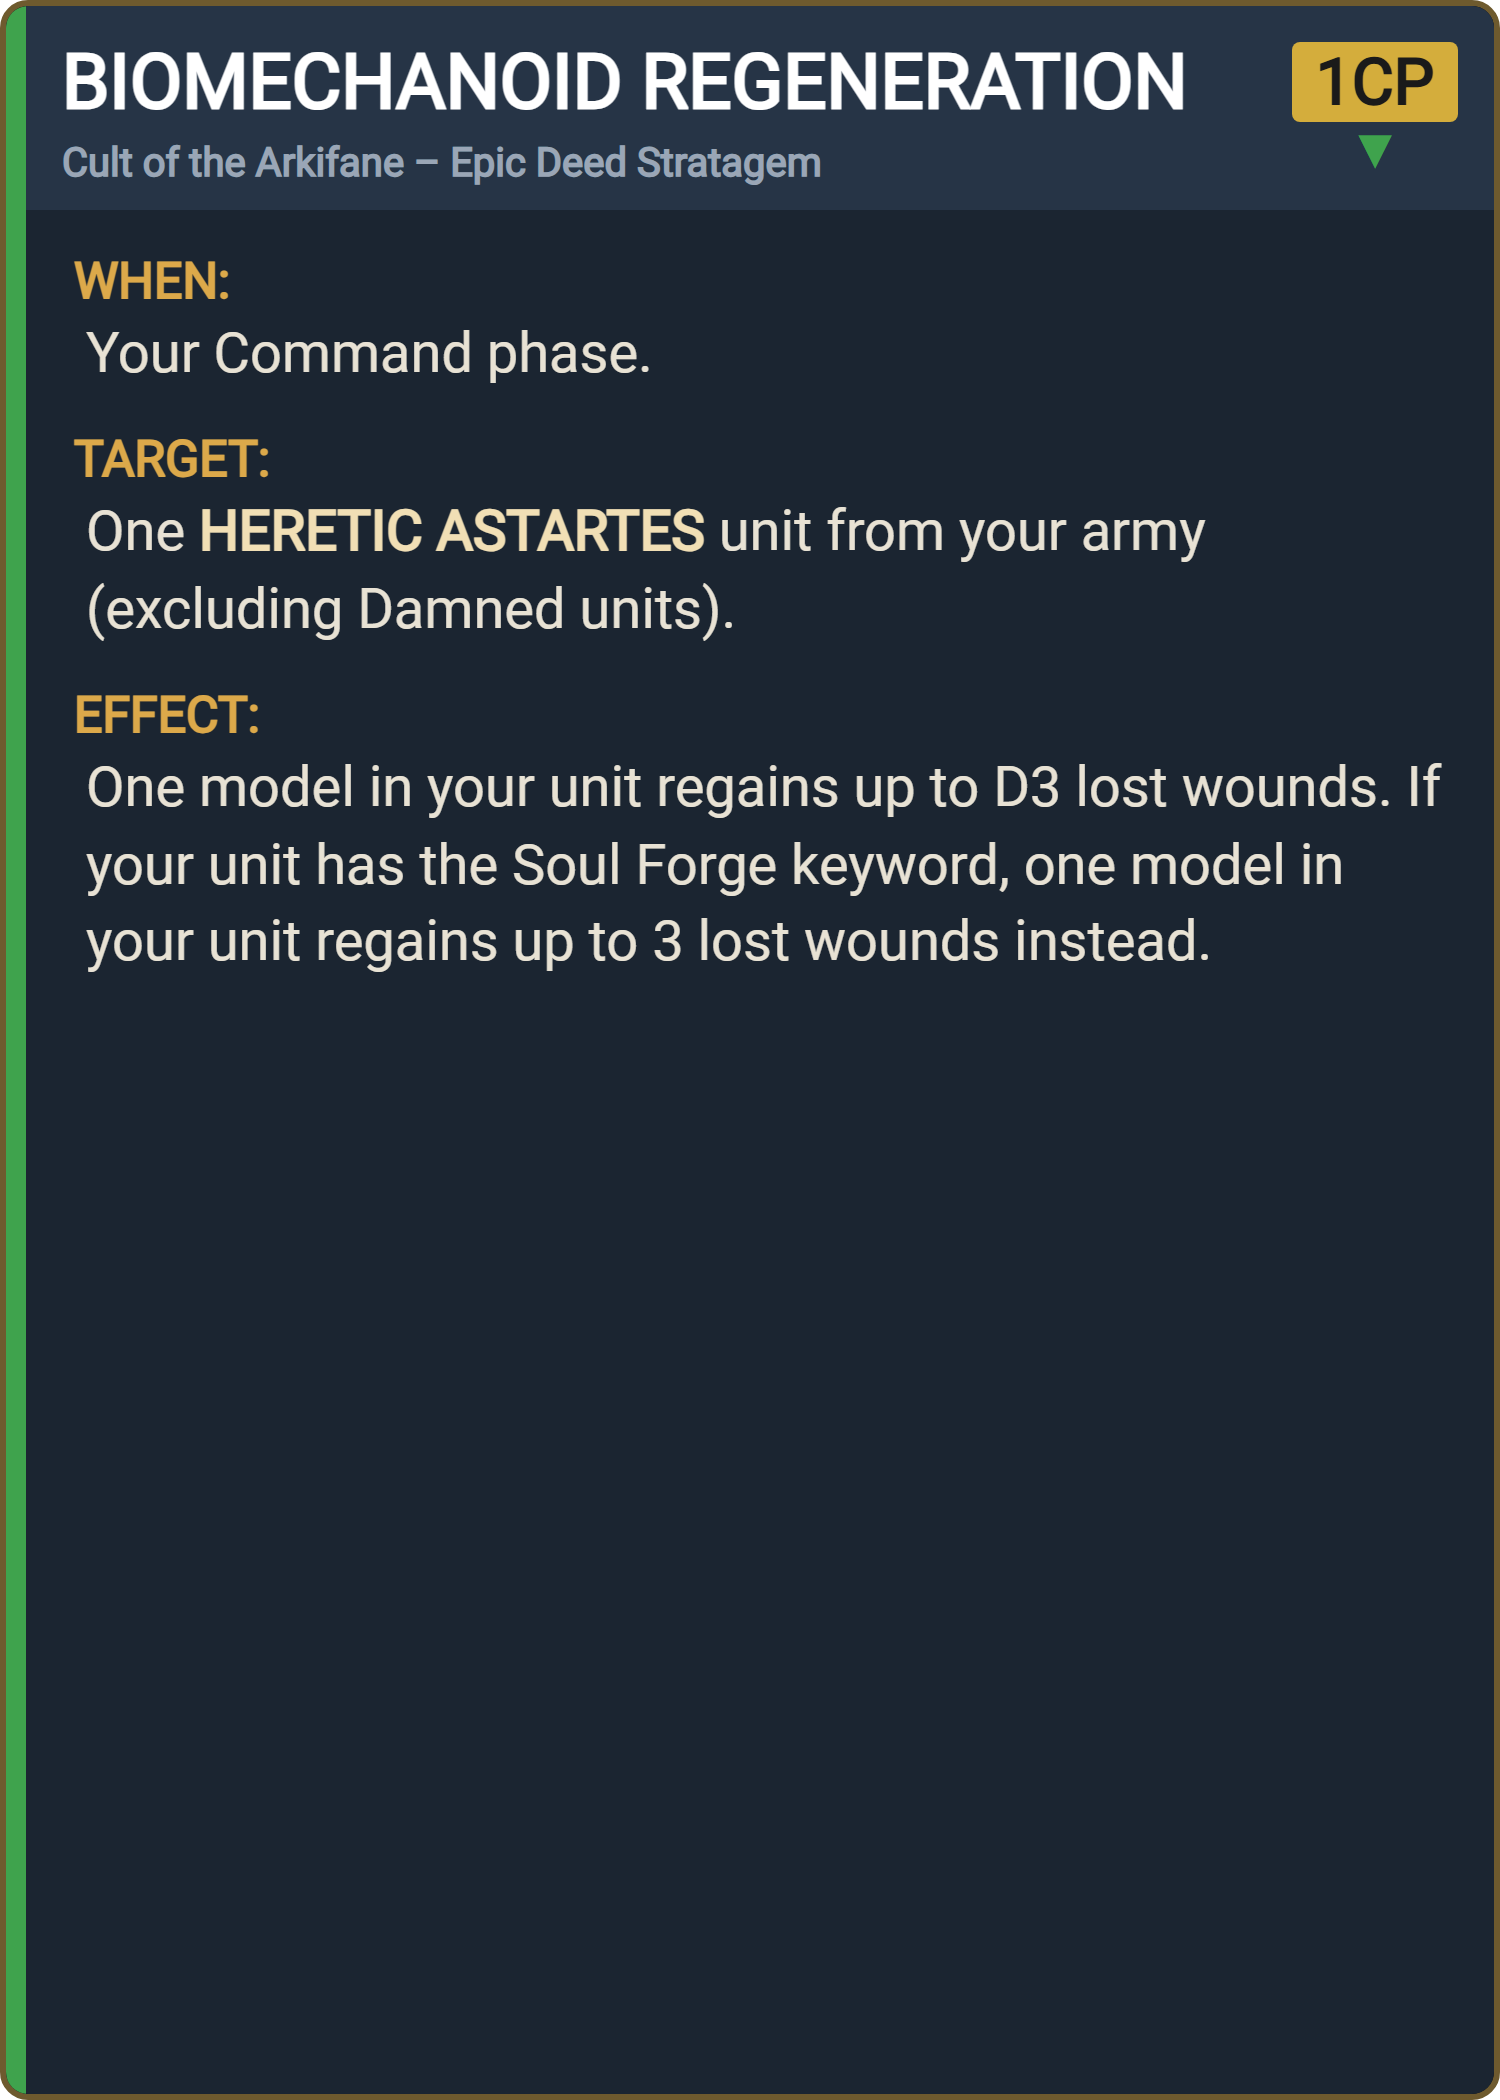 BIOMECHANOID REGENERATION
1CP
Cult of the Arkifane – Epic Deed Stratagem
WHEN:
Your Command phase.
TARGET:
One HERETIC ASTARTES unit from your army
(excluding Damned units).
EFFECT:
One model in your unit regains up to D3 lost wounds. If
your unit has the Soul Forge keyword, one model in
your unit regains up to 3 lost wounds instead.